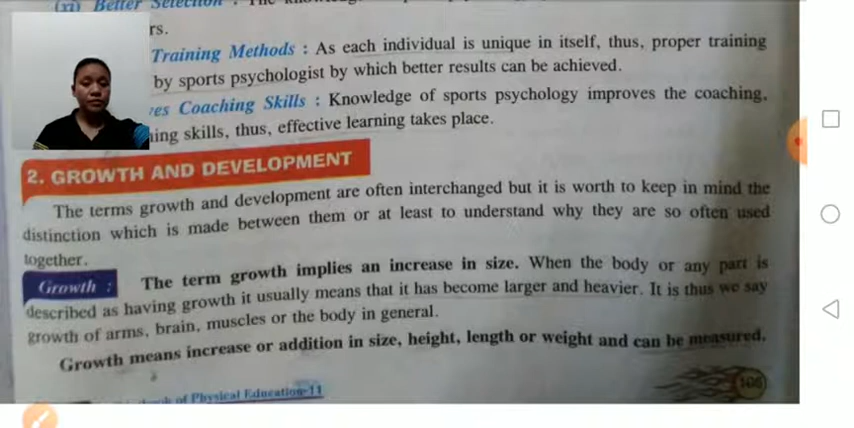 (xi) Better Selection :
rs.
Training Methods : As each individual is unique in itself, thus, proper training
by sports psychologist by which better results can be achieved.
es Coaching Skills : Knowledge of sports psychology improves the coaching,
ing skills, thus, effective learning takes place.
2. GROWTH AND DEVELOPMENT
The terms growth and development are often interchanged but it is worth to keep in mind the
distinction which is made between them or at least to understand why they are so often used
together.
Growth : The term growth implies an increase in size. When the body or any part is
described as having growth it usually means that it has become larger and heavier. It is thus we say
growth of arms, brain, muscles or the body in general.
Growth means increase or addition in size, height, length or weight and can be measured.
of Physical Education-11